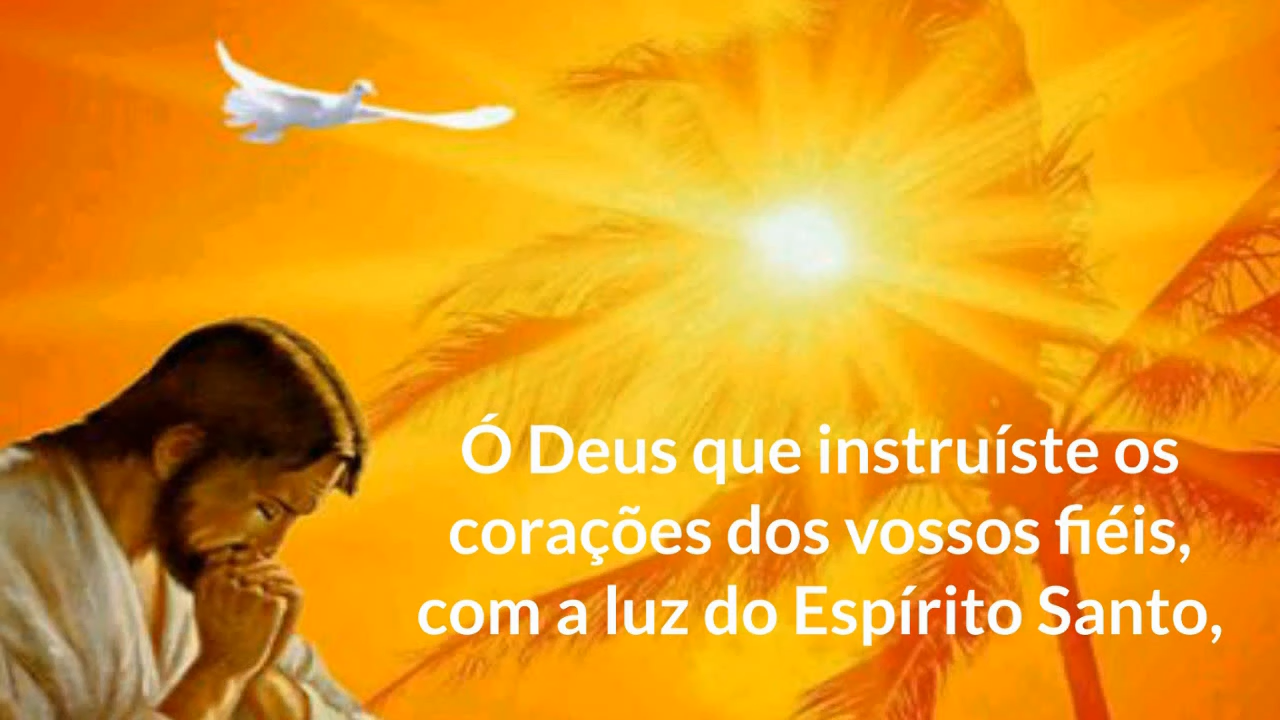 Ó Deus que instruíste os
corações dos vossos fiéis,
com a luz do Espírito Santo,